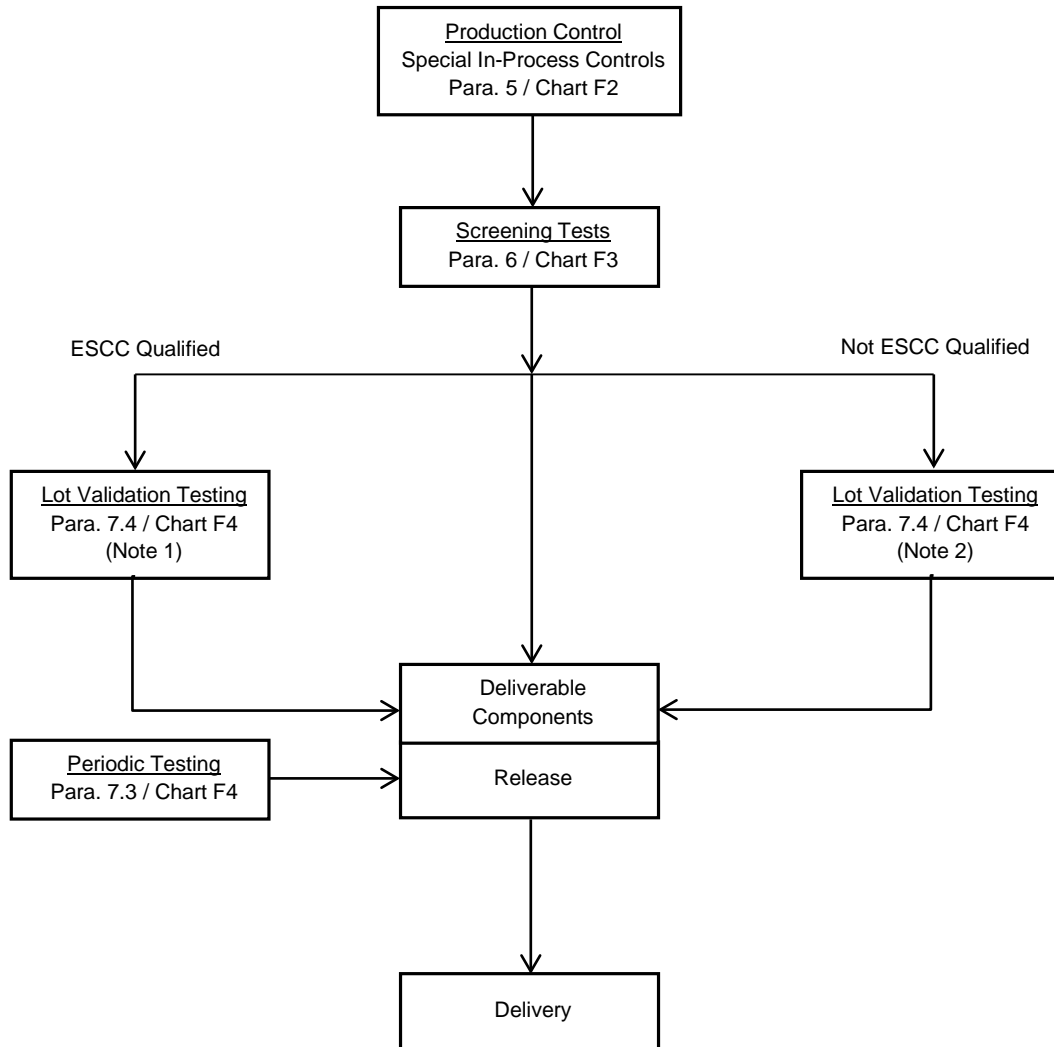 Production Control
Special In-Process Controls
Para. 5 / Chart F2
Screening Tests
Para. 6 / Chart F3
ESCC Qualified
Not ESCC Qualified
Lot Validation Testing
Para. 7.4 / Chart F4
(Note 1)
Lot Validation Testing
Para. 7.4 / Chart F4
(Note 2)
Deliverable
Components
Periodic Testing
Para. 7.3 / Chart F4
Release
Delivery